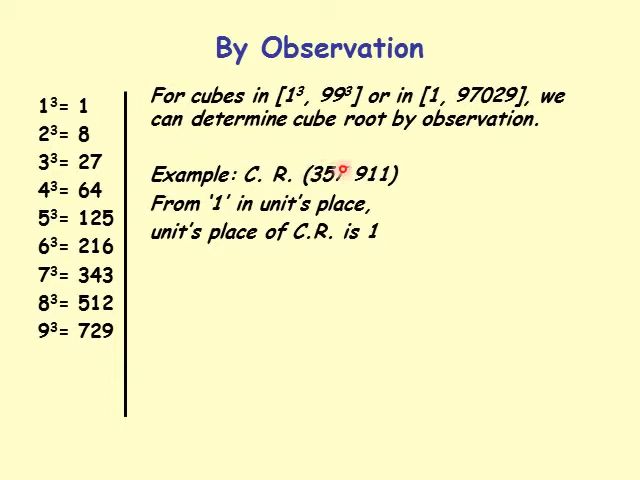 By Observation
1³= 1
2³= 8
3³= 27
4³= 64
5³= 125
6³= 216
7³= 343
8³= 512
9³= 729
For cubes in [1³, 99³] or in [1, 97029], we
can determine cube root by observation.
Example: C. R. (357 911)
From ‘1’ in unit’s place,
unit’s place of C.R. is 1